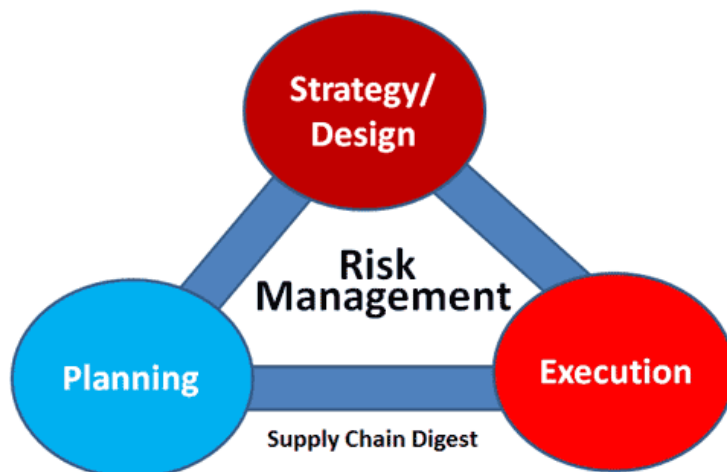 Strategy/
Design
Risk
Management
Planning
Execution
Supply Chain Digest